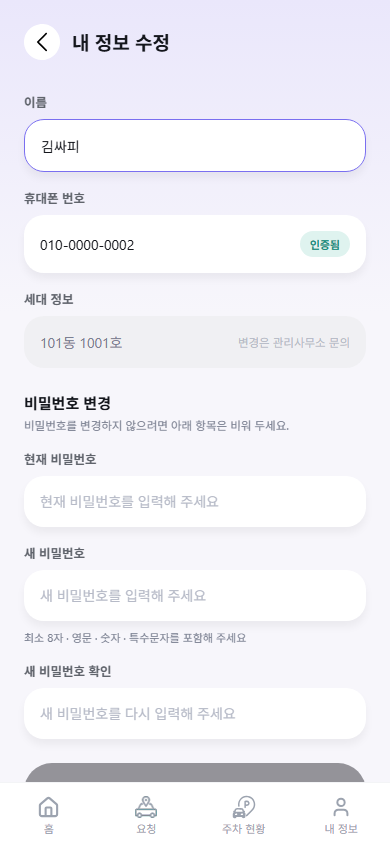 내 정보 수정
이름
김싸피
휴대폰 번호
010-0000-0002
인증됨
세대 정보
101동 1001호
변경은 관리사무소 문의
비밀번호 변경
비밀번호를 변경하지 않으려면 아래 항목은 비워 두세요.
현재 비밀번호
현재 비밀번호를 입력해 주세요
새 비밀번호
새 비밀번호를 입력해 주세요
최소 8자 · 영문 · 숫자 · 특수문자를 포함해 주세요
새 비밀번호 확인
새 비밀번호를 다시 입력해 주세요
P
홈
요청
주차 현황
내 정보